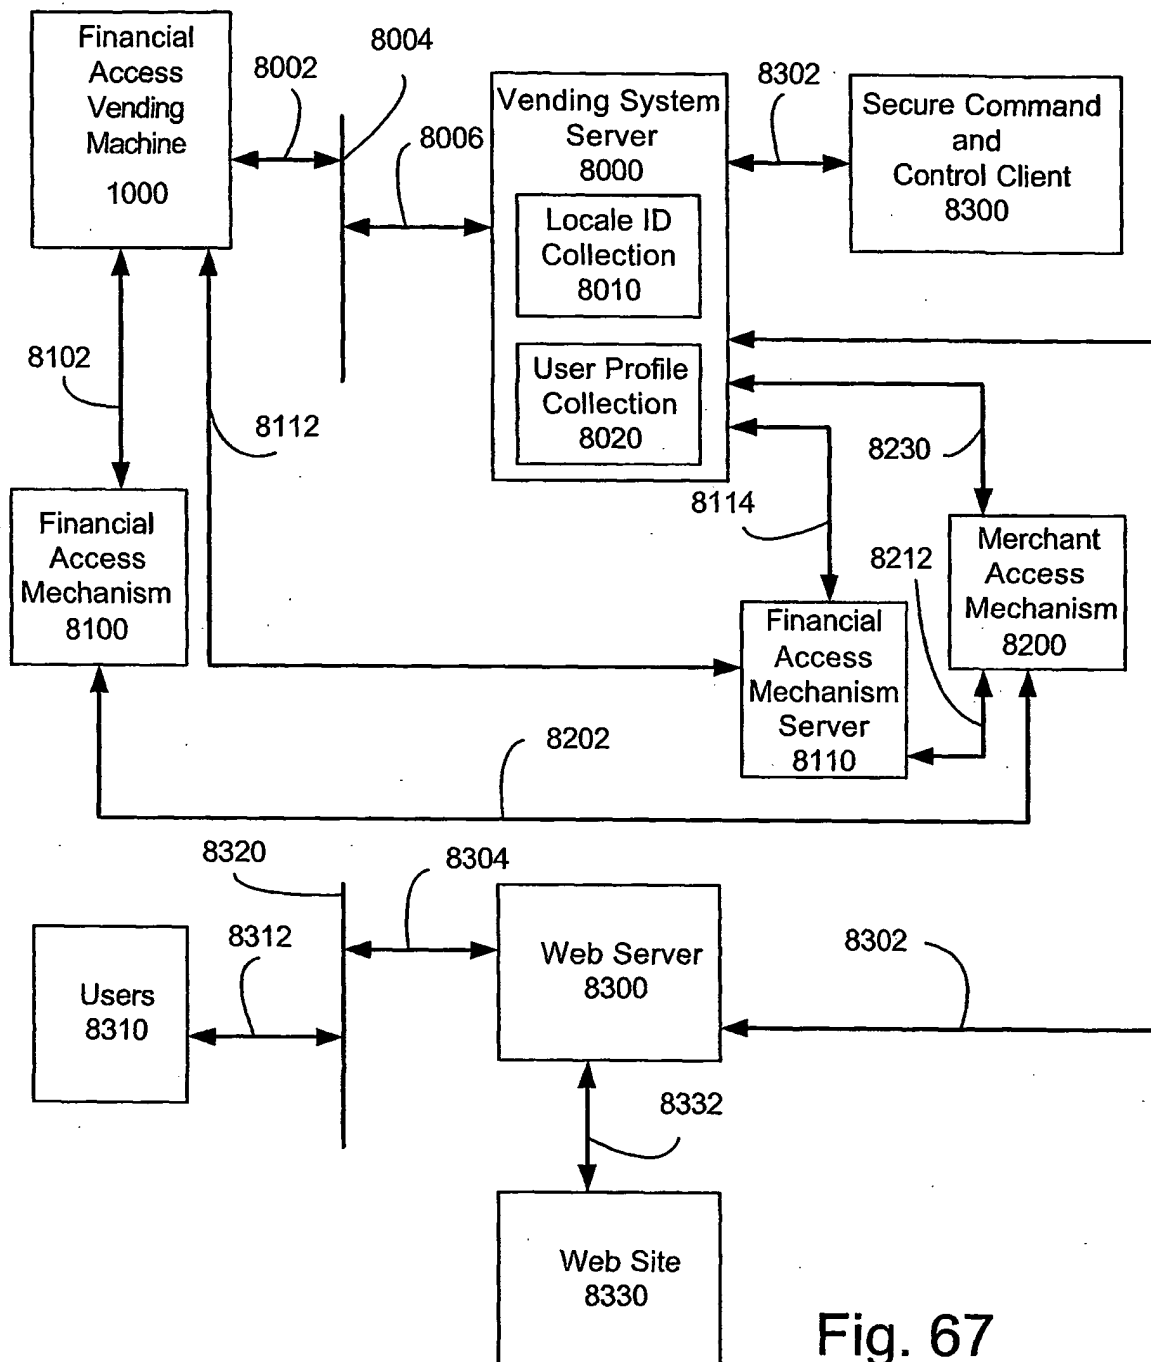 Financial
Access
Vending
Machine
1000
8002
8004
8006
Vending System
Server
8000
Locale ID
Collection
8010
User Profile
Collection
8020
8302
Secure Command
and
Control Client
8300
8102
8112
8230
8114
8212
Financial
Access
Mechanism
8100
Merchant
Access
Mechanism
8200
Financial
Access
Mechanism
Server
8110
8202
8320
8304
8312
Users
8310
Web Server
8300
8302
8332
Web Site
8330
Fig. 67